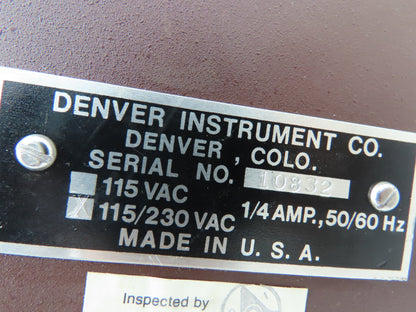 DENVER INSTRUMENT CO.
DENVER, COLO.
SERIAL NO. 10832
115 VAC
X 115/230 VAC 1/4 AMP., 50/60 Hz
MADE IN U. S. A.
Inspected by